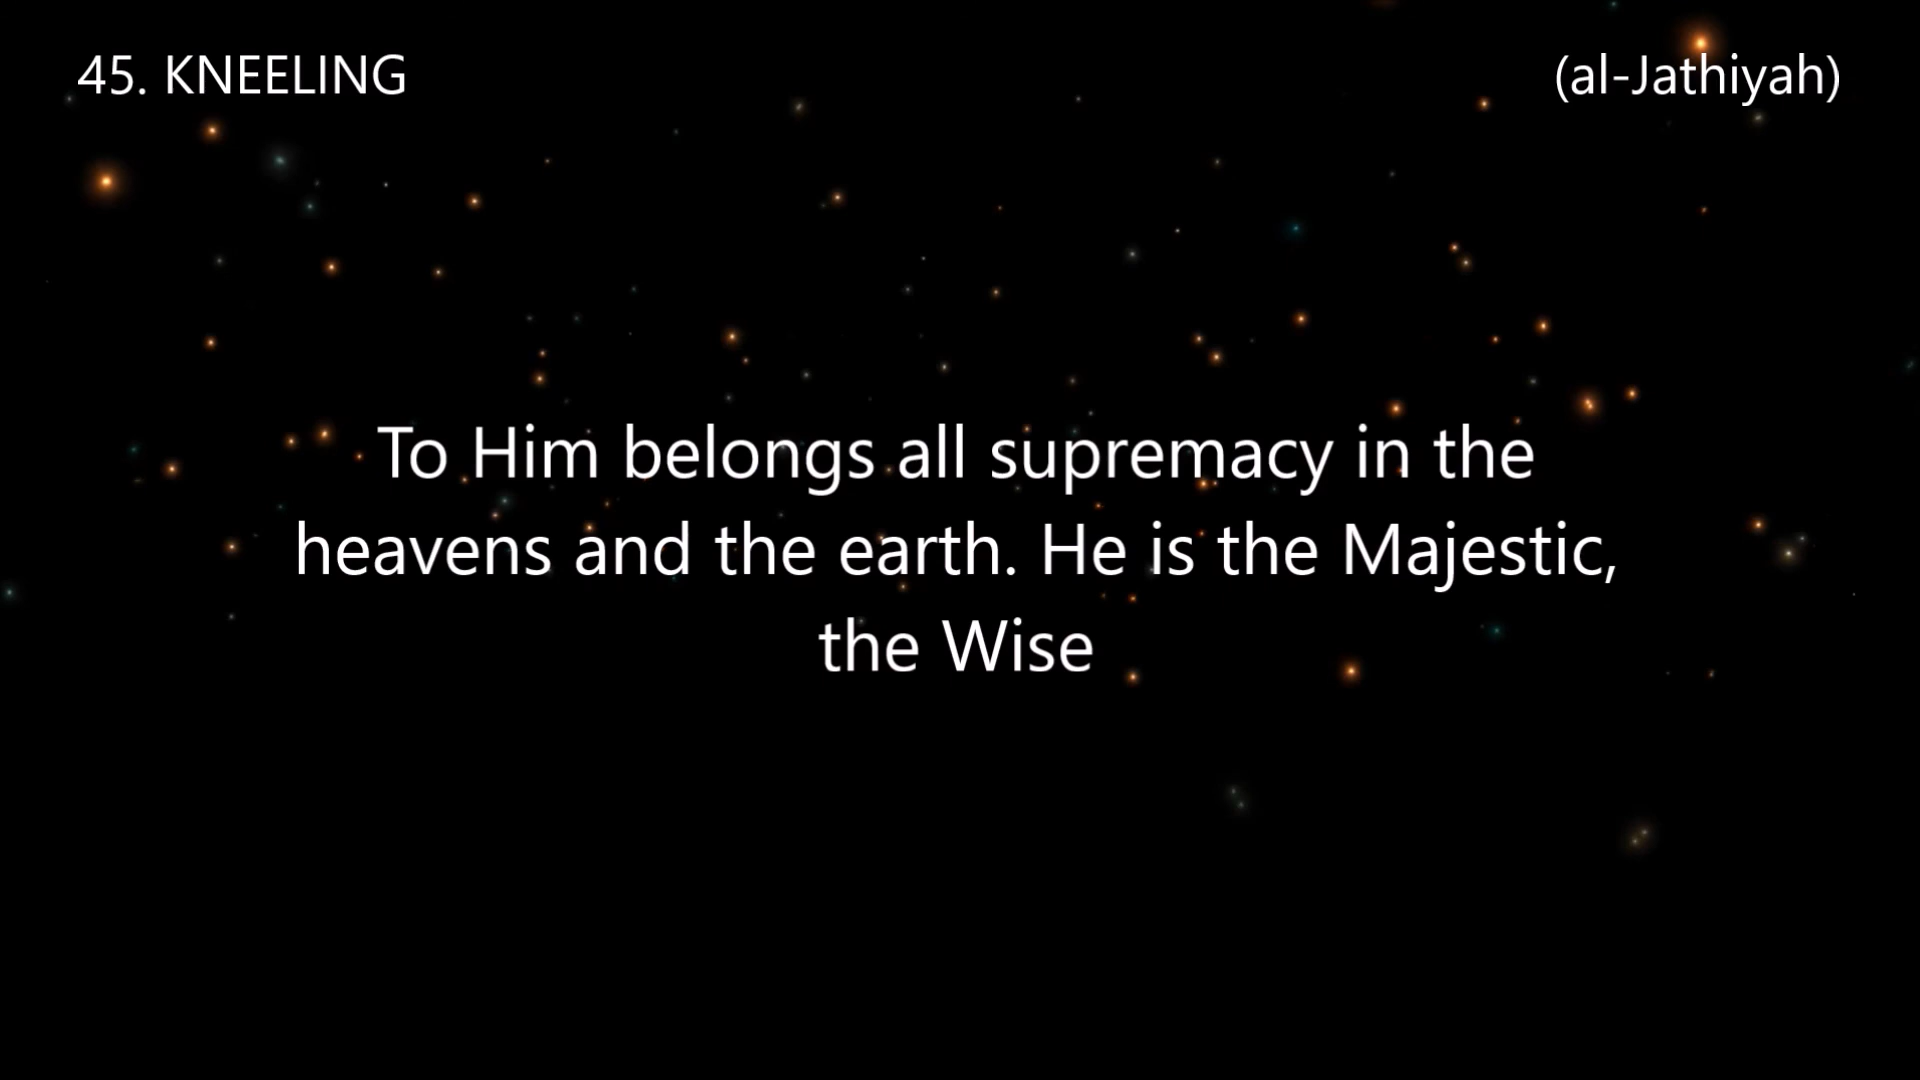 45. KNEELING
(al-Jathiyah)
To Him belongs all supremacy in the
heavens and the earth. He is the Majestic,
the Wise